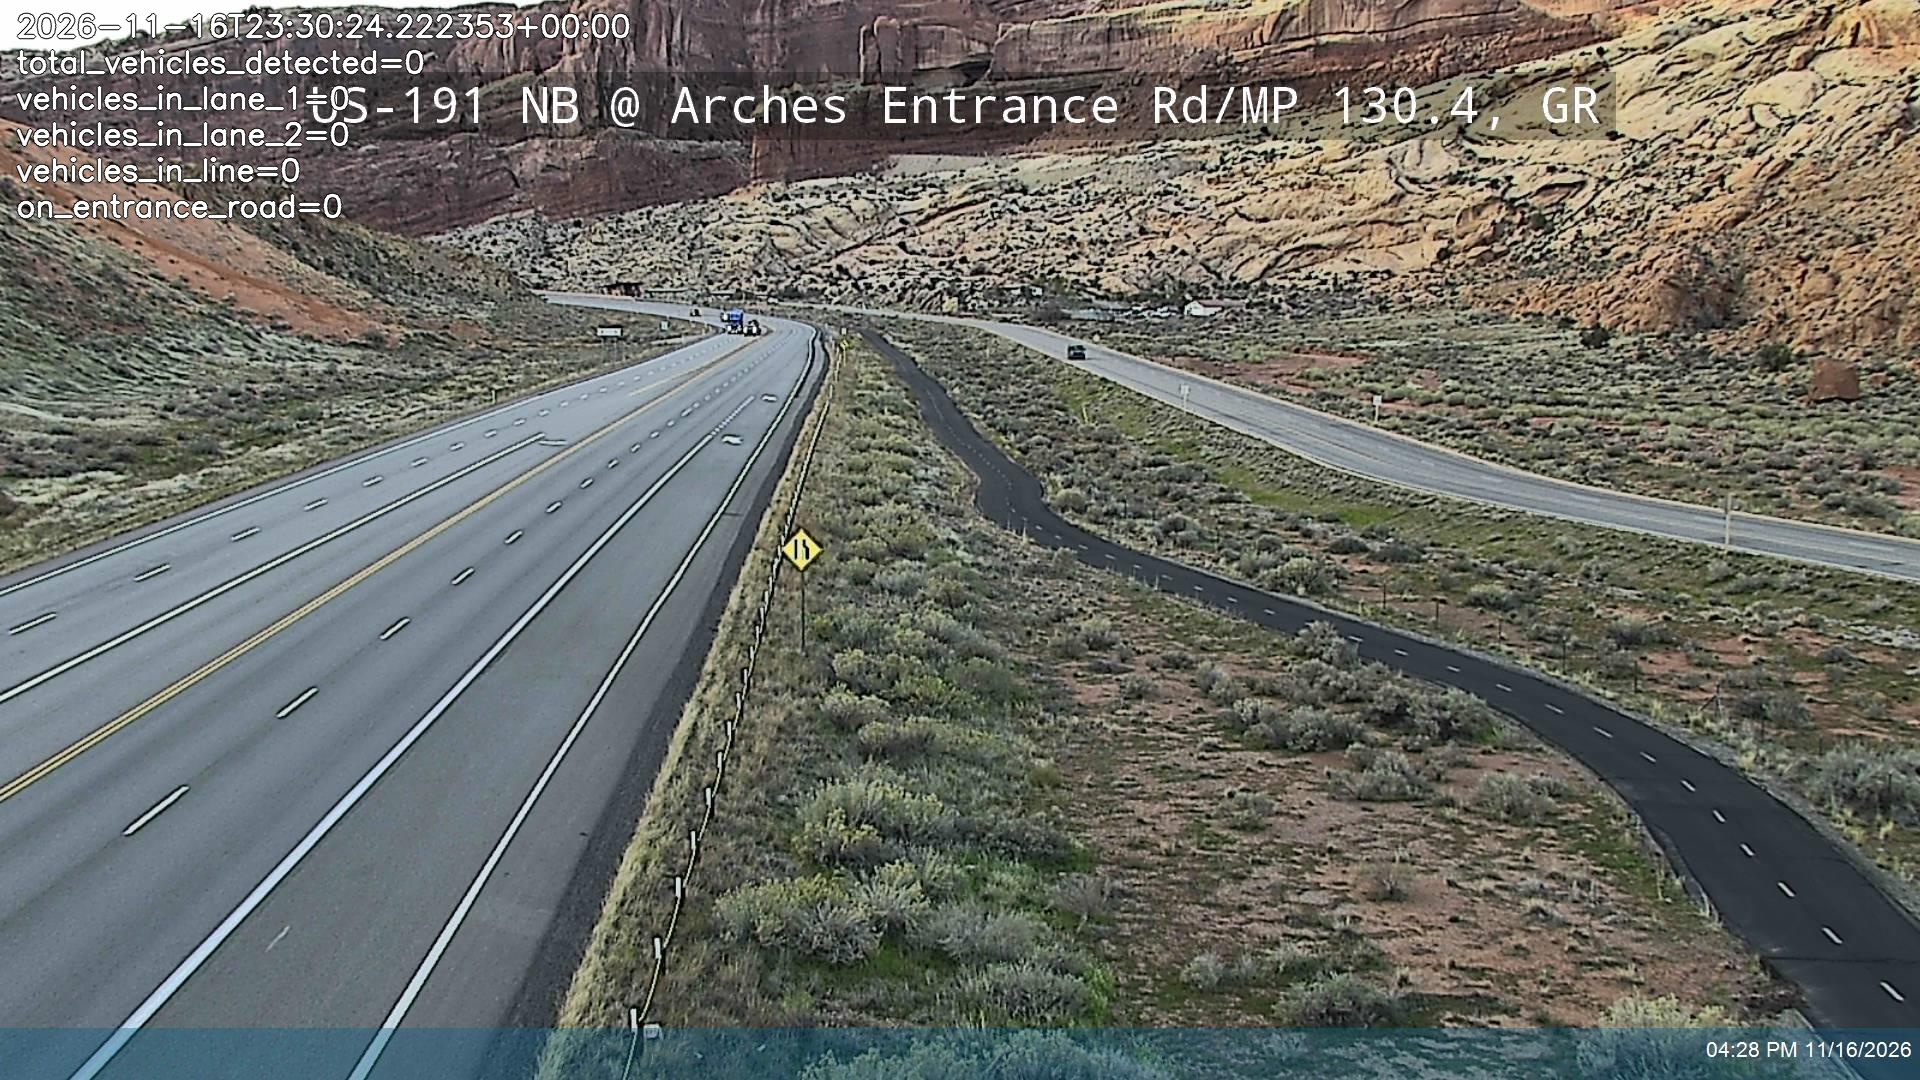 2026-11-16T23:30:24.222353+00:00
total_vehicles_detected=0
vehicles_in_lane_1=0
US-191 NB @ Arches Entrance Rd/MP 130.4, GR
vehicles_in_lane_2=0
vehicles_in_line=0
on_entrance_road=0
04:28 PM 11/16/2026